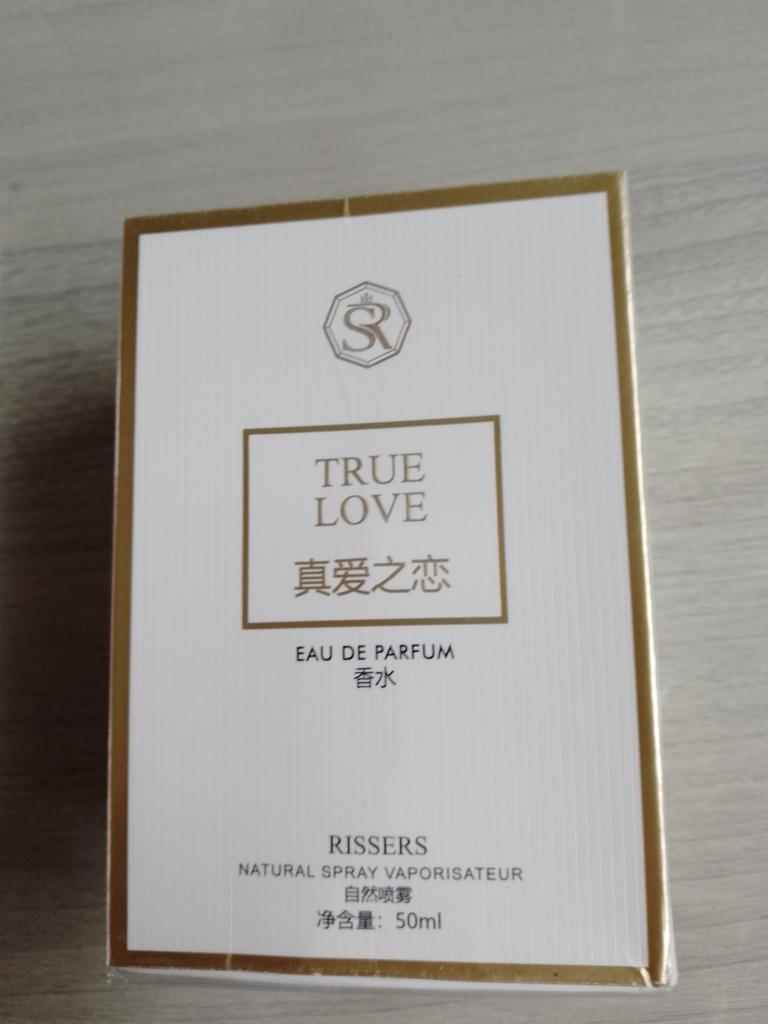 SR
TRUE
LOVE
真爱之恋
EAU DE PARFUM
香水
RISSERS
NATURAL SPRAY VAPORISATEUR
自然喷雾
净含量：50ml